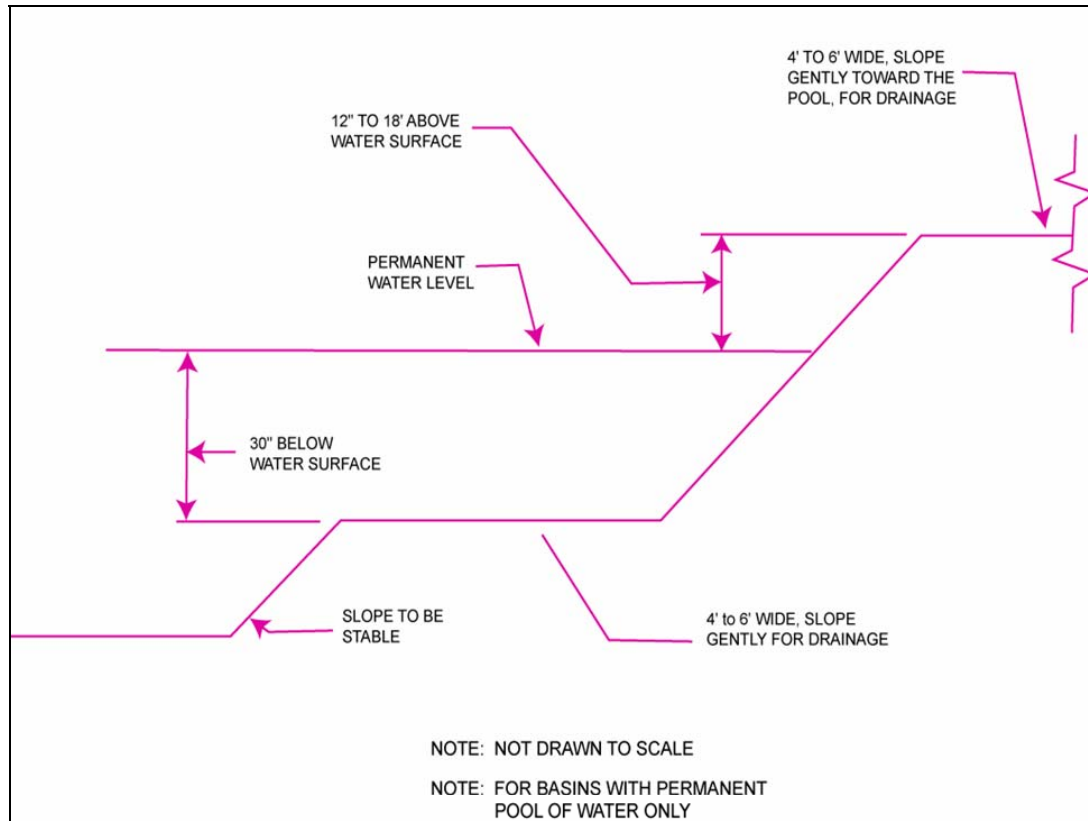 4' TO 6' WIDE, SLOPE
GENTLY TOWARD THE
POOL, FOR DRAINAGE
12" TO 18' ABOVE
WATER SURFACE
PERMANENT
WATER LEVEL
30" BELOW
WATER SURFACE
SLOPE TO BE
STABLE
4' to 6' WIDE, SLOPE
GENTLY FOR DRAINAGE
NOTE: NOT DRAWN TO SCALE
NOTE: FOR BASINS WITH PERMANENT
POOL OF WATER ONLY